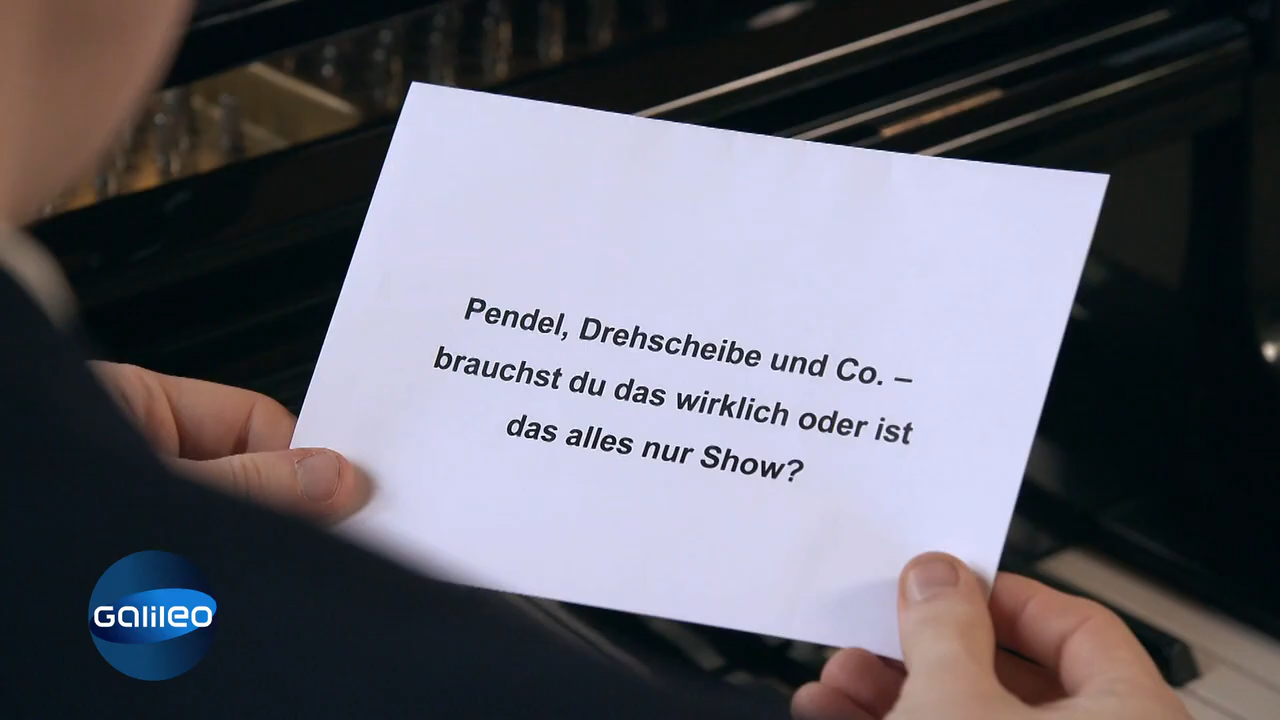 Pendel, Drehscheibe und Co. –
brauchst du das wirklich oder ist
das alles nur Show?
Galileo